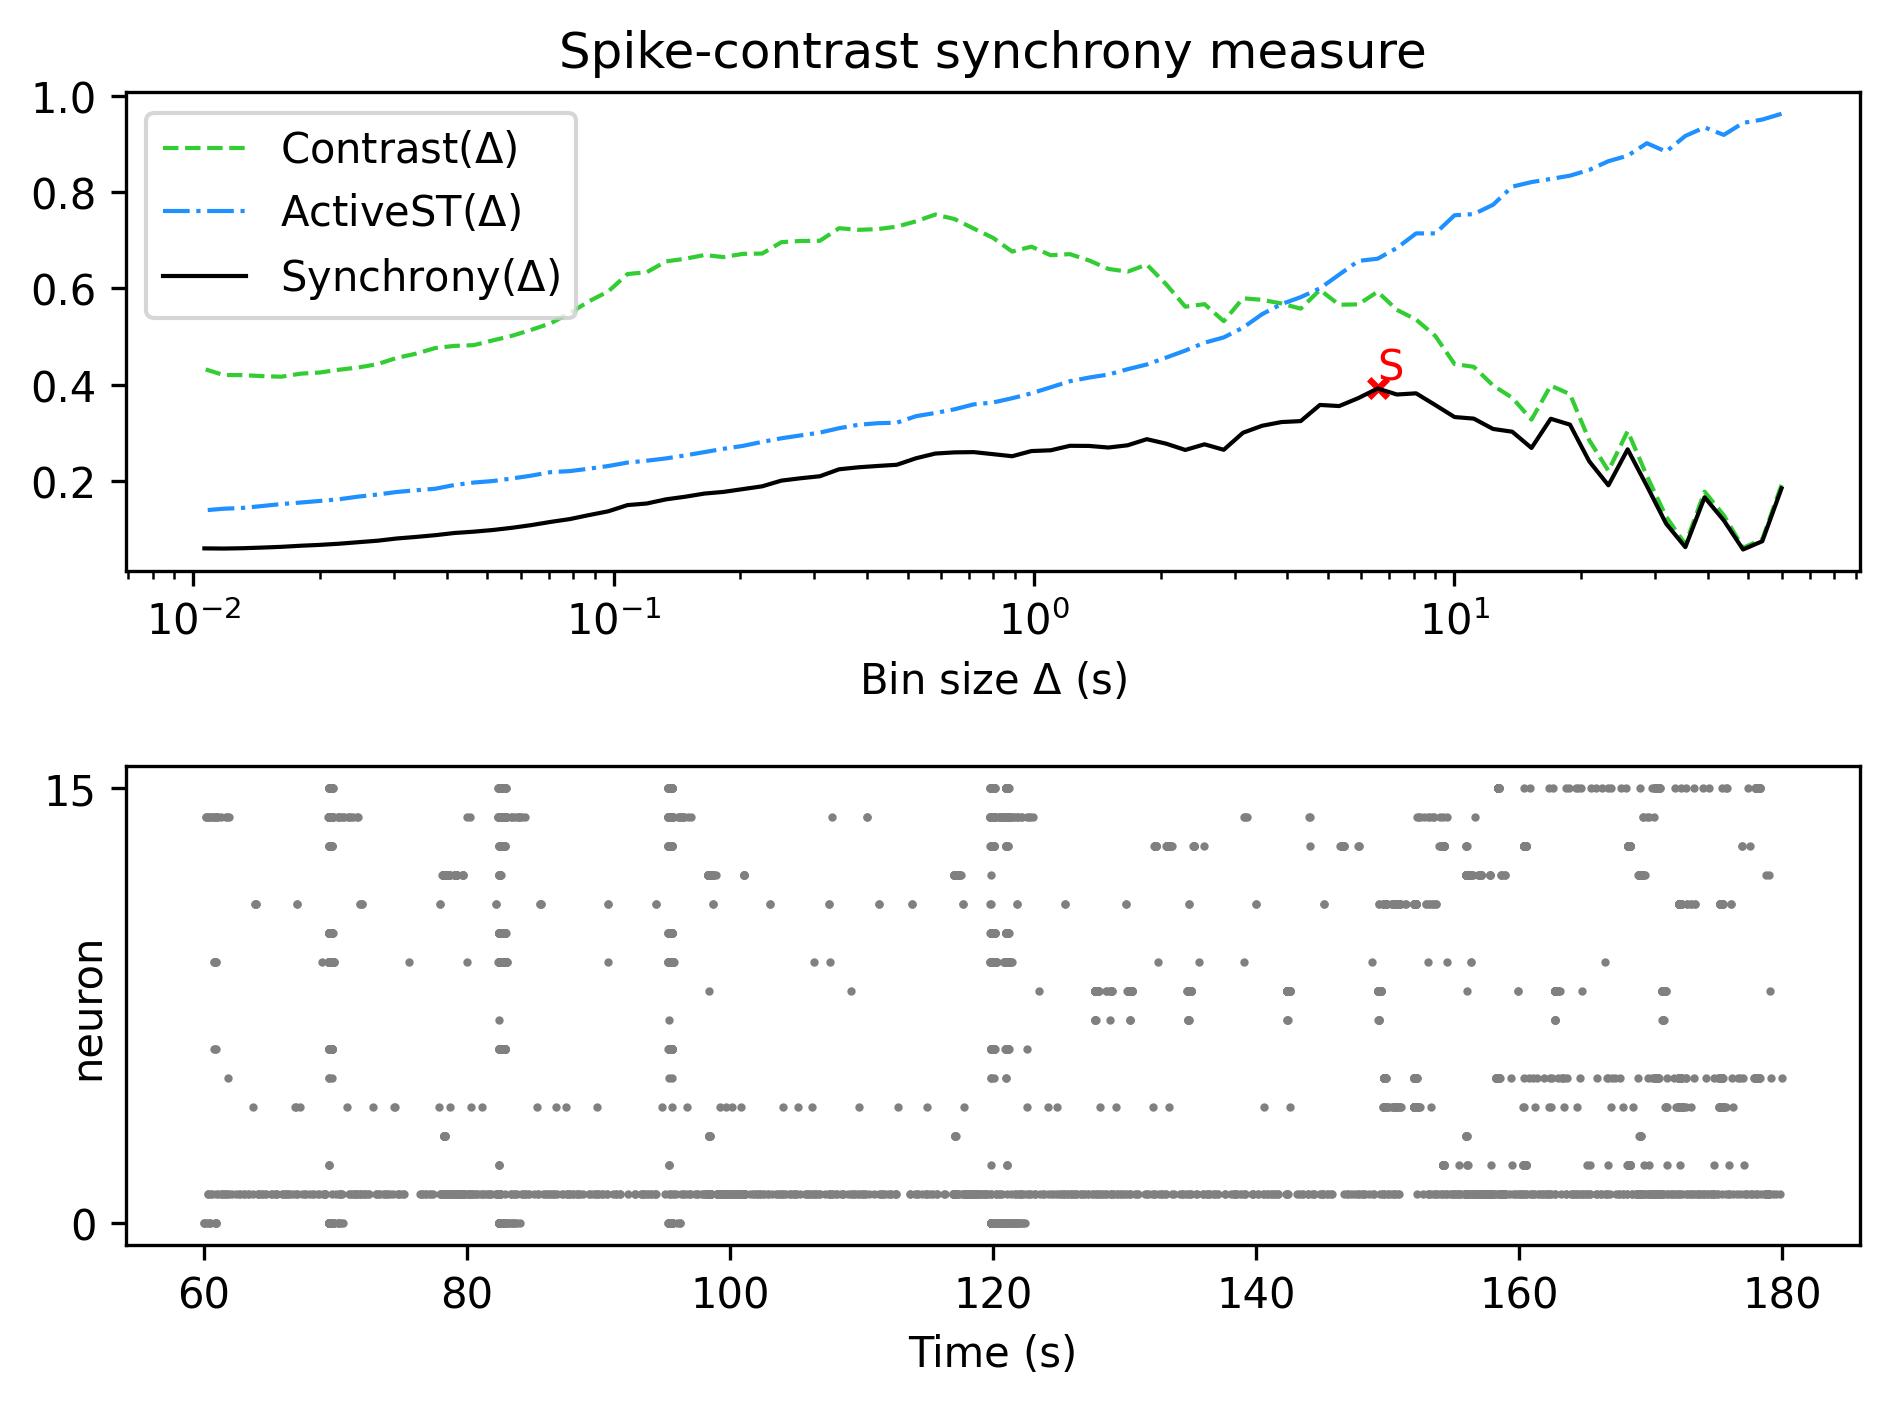 Spike-contrast synchrony measure
1.0
0.8
0.6
0.4
0.2
Contrast(Δ)
ActiveST(Δ)
Synchrony(Δ)
S
10⁻² 10⁻¹ 10⁰ 10¹
Bin size Δ (s)
15
0
neuron
60 80 100 120 140 160 180
Time (s)